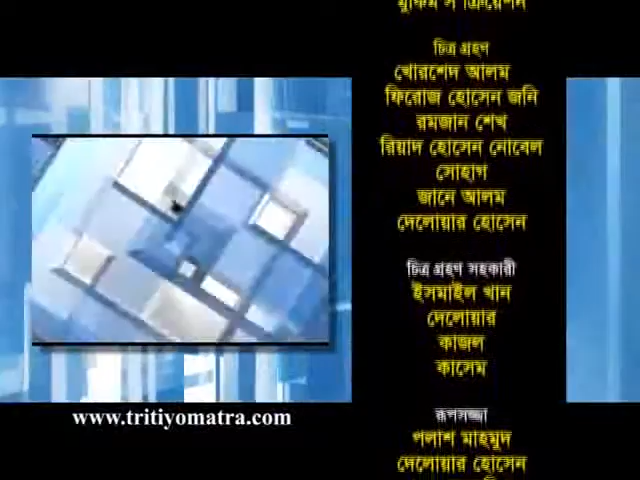 চিত্র গ্রহণ
খোরশেদ আলম
ফিরোজ হোসেন জনি
রমজান শেখ
রিয়াদ হোসেন নোবেল
সোহাগ
জানে আলম
দেলোয়ার হোসেন
চিত্র গ্রহণ সহকারী
ইসমাইল খান
দেলোয়ার
কাজল
কাসেম
রূপসজ্জা
পলাশ মাহমুদ
দেলোয়ার হোসেন
www.tritiyomatra.com